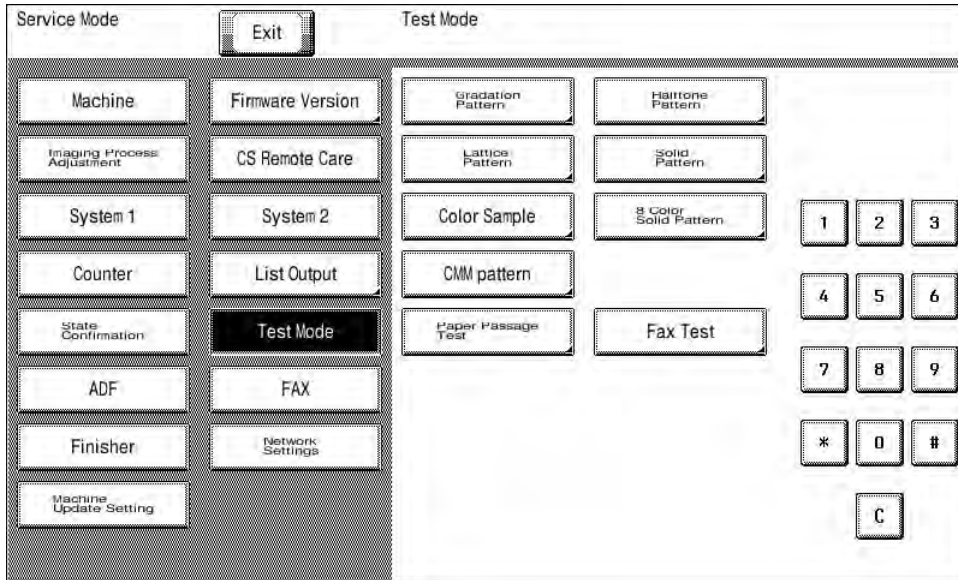 Service Mode
Exit
Test Mode
Machine
Firmware Version
Gradation
Pattern
Halftone
Pattern
Imaging Process
Adjustment
CS Remote Care
Lattice
Pattern
Solid
Pattern
System 1
System 2
Color Sample
8 Color
Solid Pattern
1 2 3
Counter
List Output
CMM pattern
4 5 6
State
Confirmation
Test Mode
Paper Passage
Test
Fax Test
7 8 9
ADF
FAX
Finisher
Network
Settings
* 0 #
Machine
Update Setting
C